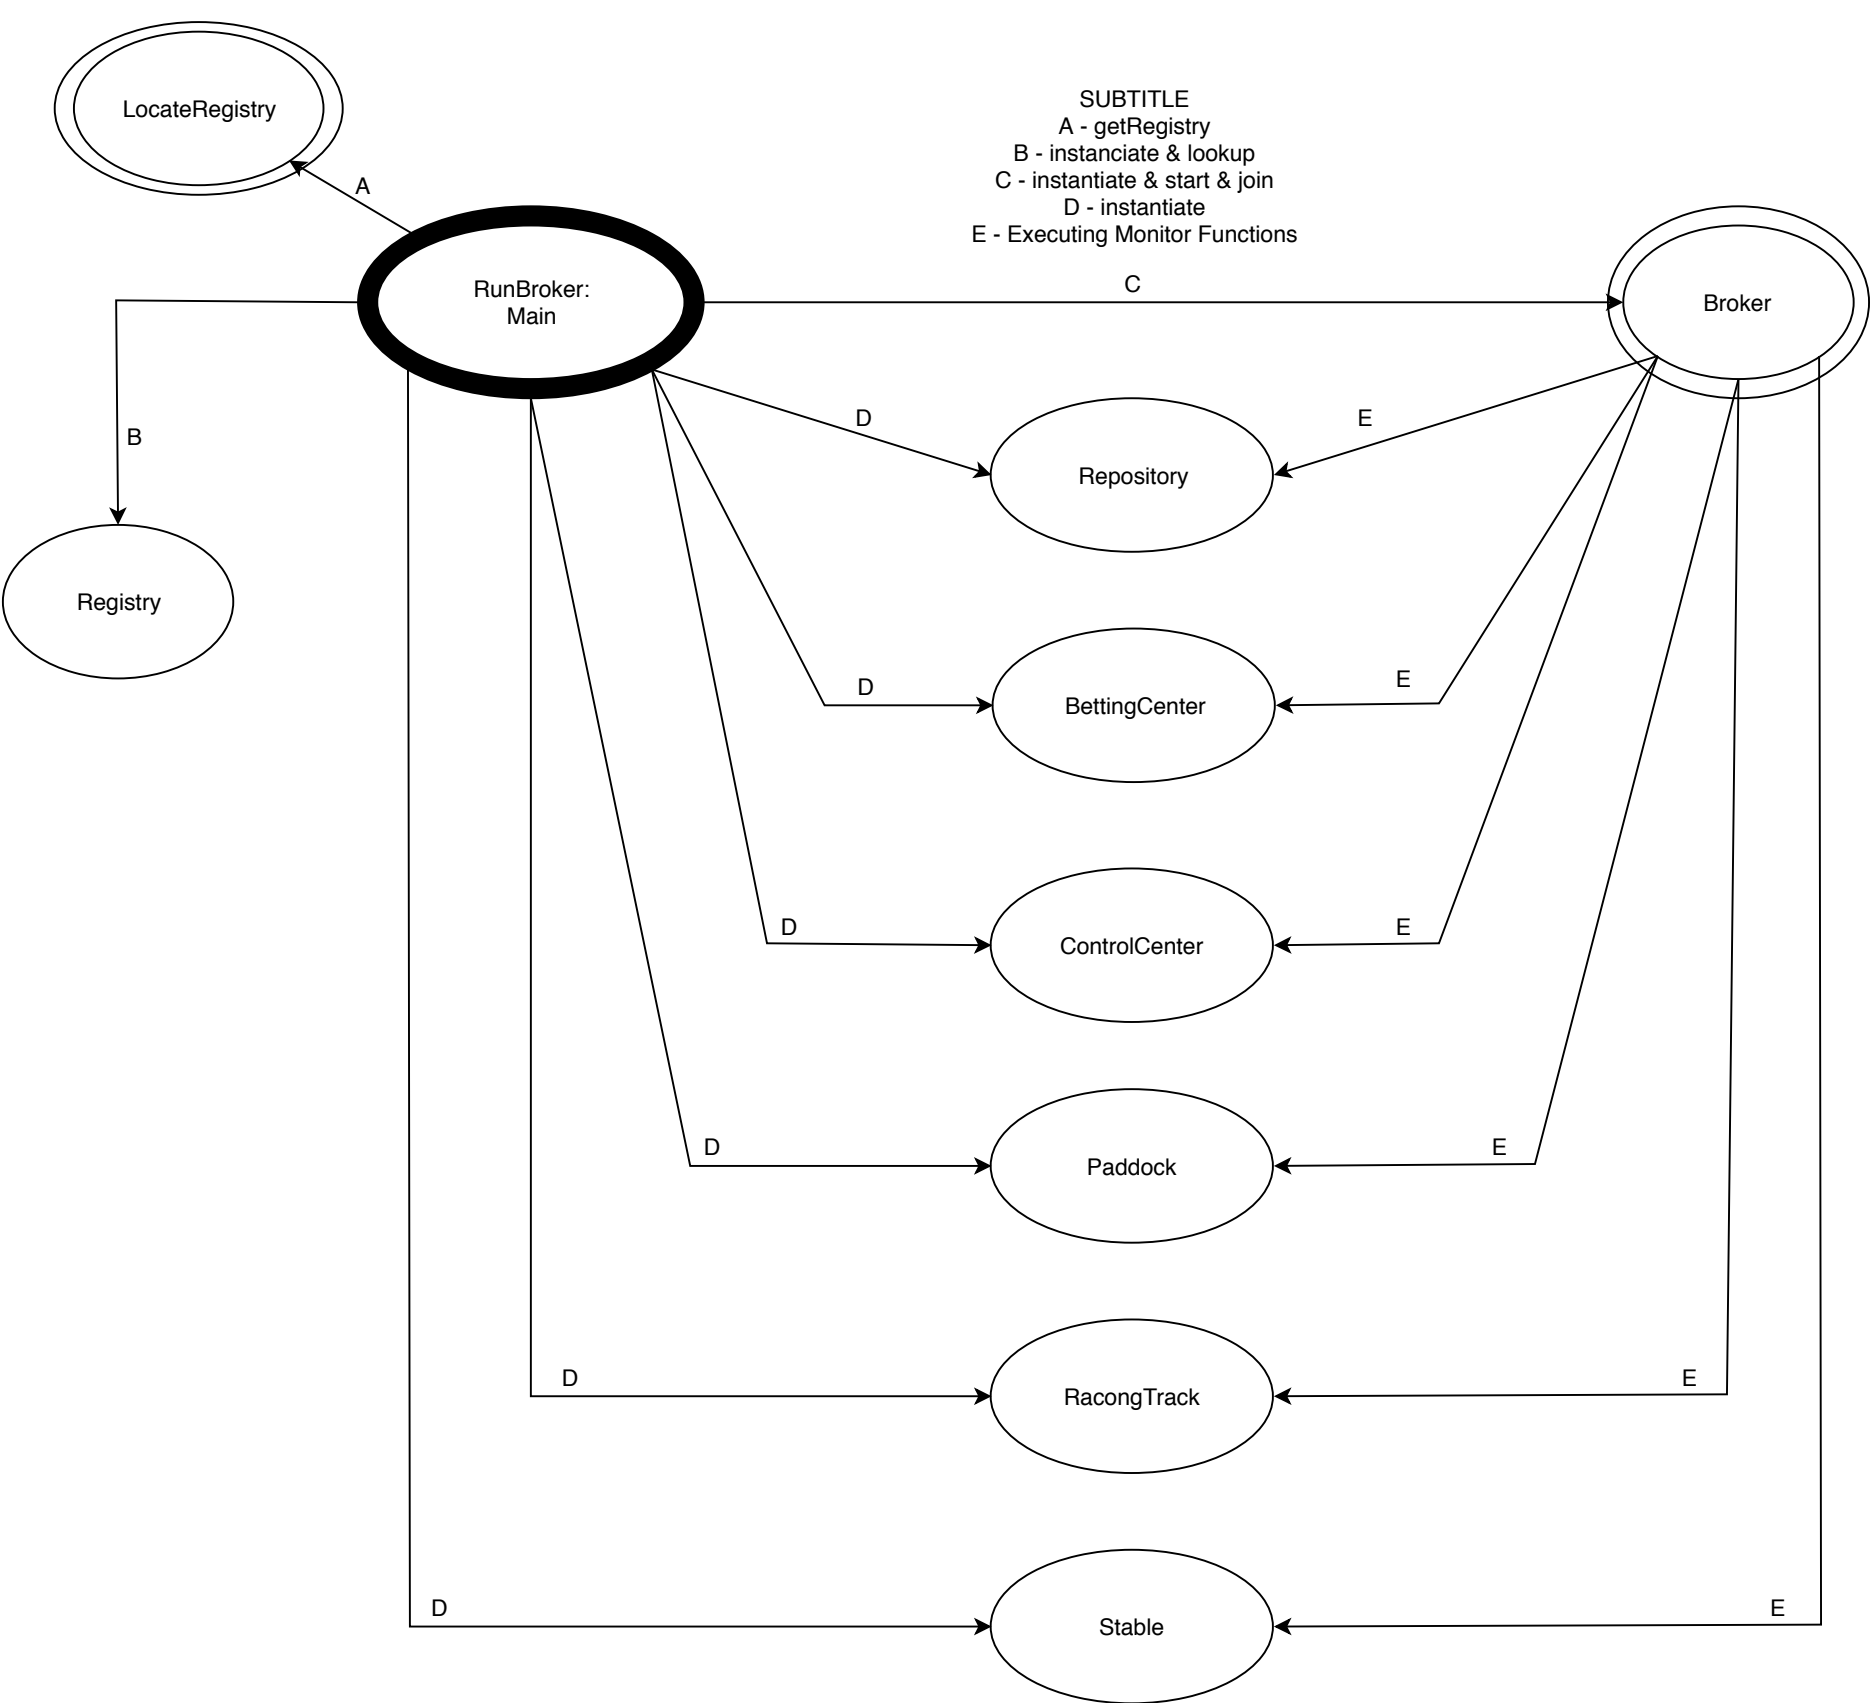 LocateRegistry
SUBTITLE
A - getRegistry
B - instanciate & lookup
C - instantiate & start & join
D - instantiate
E - Executing Monitor Functions
A
RunBroker:
Main
C
Broker
B
D
E
Repository
Registry
D
E
BettingCenter
D
E
ControlCenter
D
E
Paddock
D
E
RacongTrack
D
E
Stable